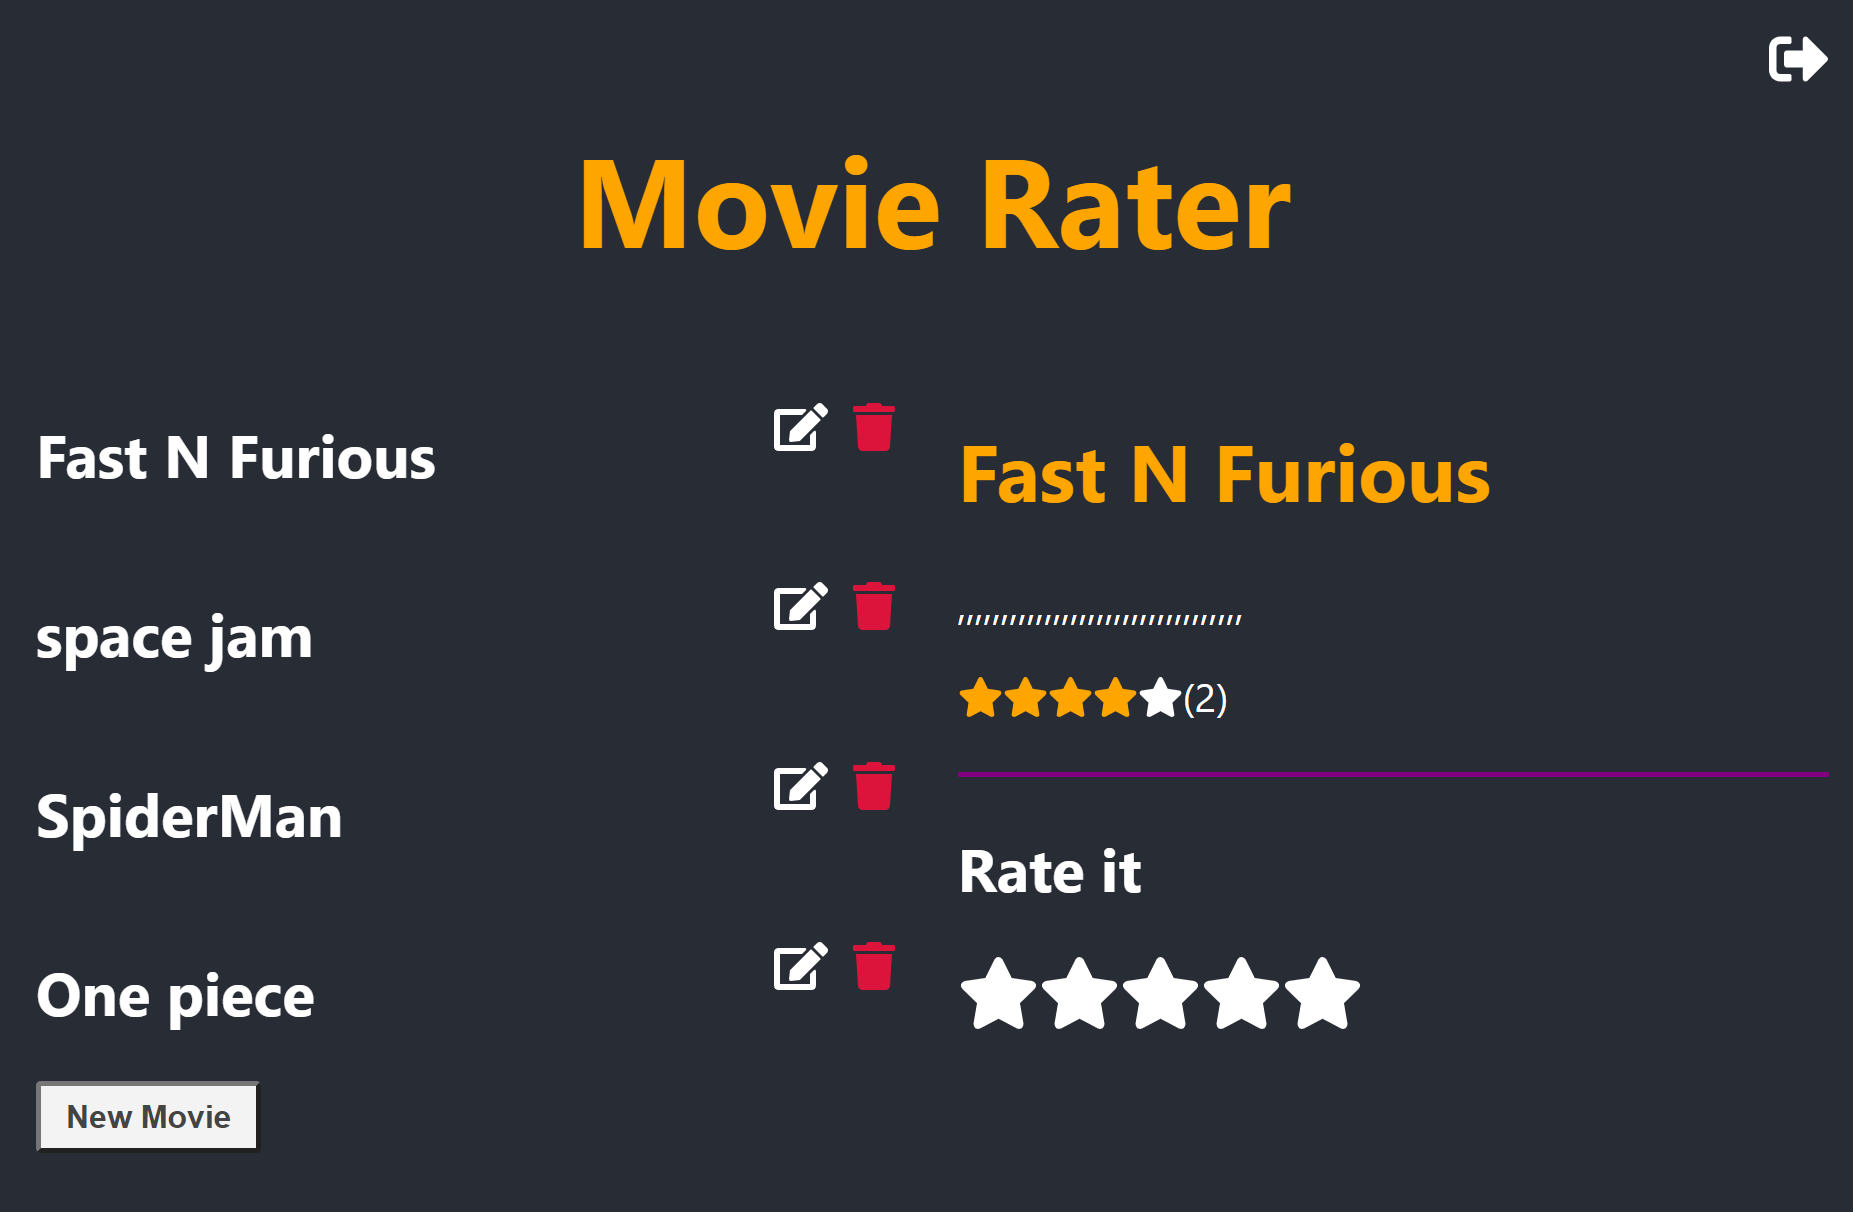 Movie Rater
Fast N Furious
space jam
SpiderMan
One piece
New Movie
Fast N Furious
,,,,,,,,,,,,,,,,,,,,,,,,,,,,,,,,,
(2)
Rate it